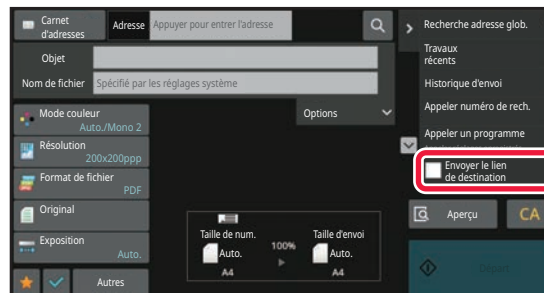 Carnet
d'adresses
Adresse
Appuyer pour entrer l'adresse
Objet
Nom de fichier
Spécifié par les réglages système
Mode couleur
Auto./Mono 2
Résolution
200x200ppp
Format de fichier
PDF
Original
Exposition
Auto.
Autres
Options
Taille de num.
Auto.
A4
100%
Taille d'envoi
Auto.
A4
Recherche adresse glob.
Travaux
récents
Historique d'envoi
Appeler numéro de rech.
Appeler un programme
Envoyer le lien
de destination
Aperçu
CA
Départ